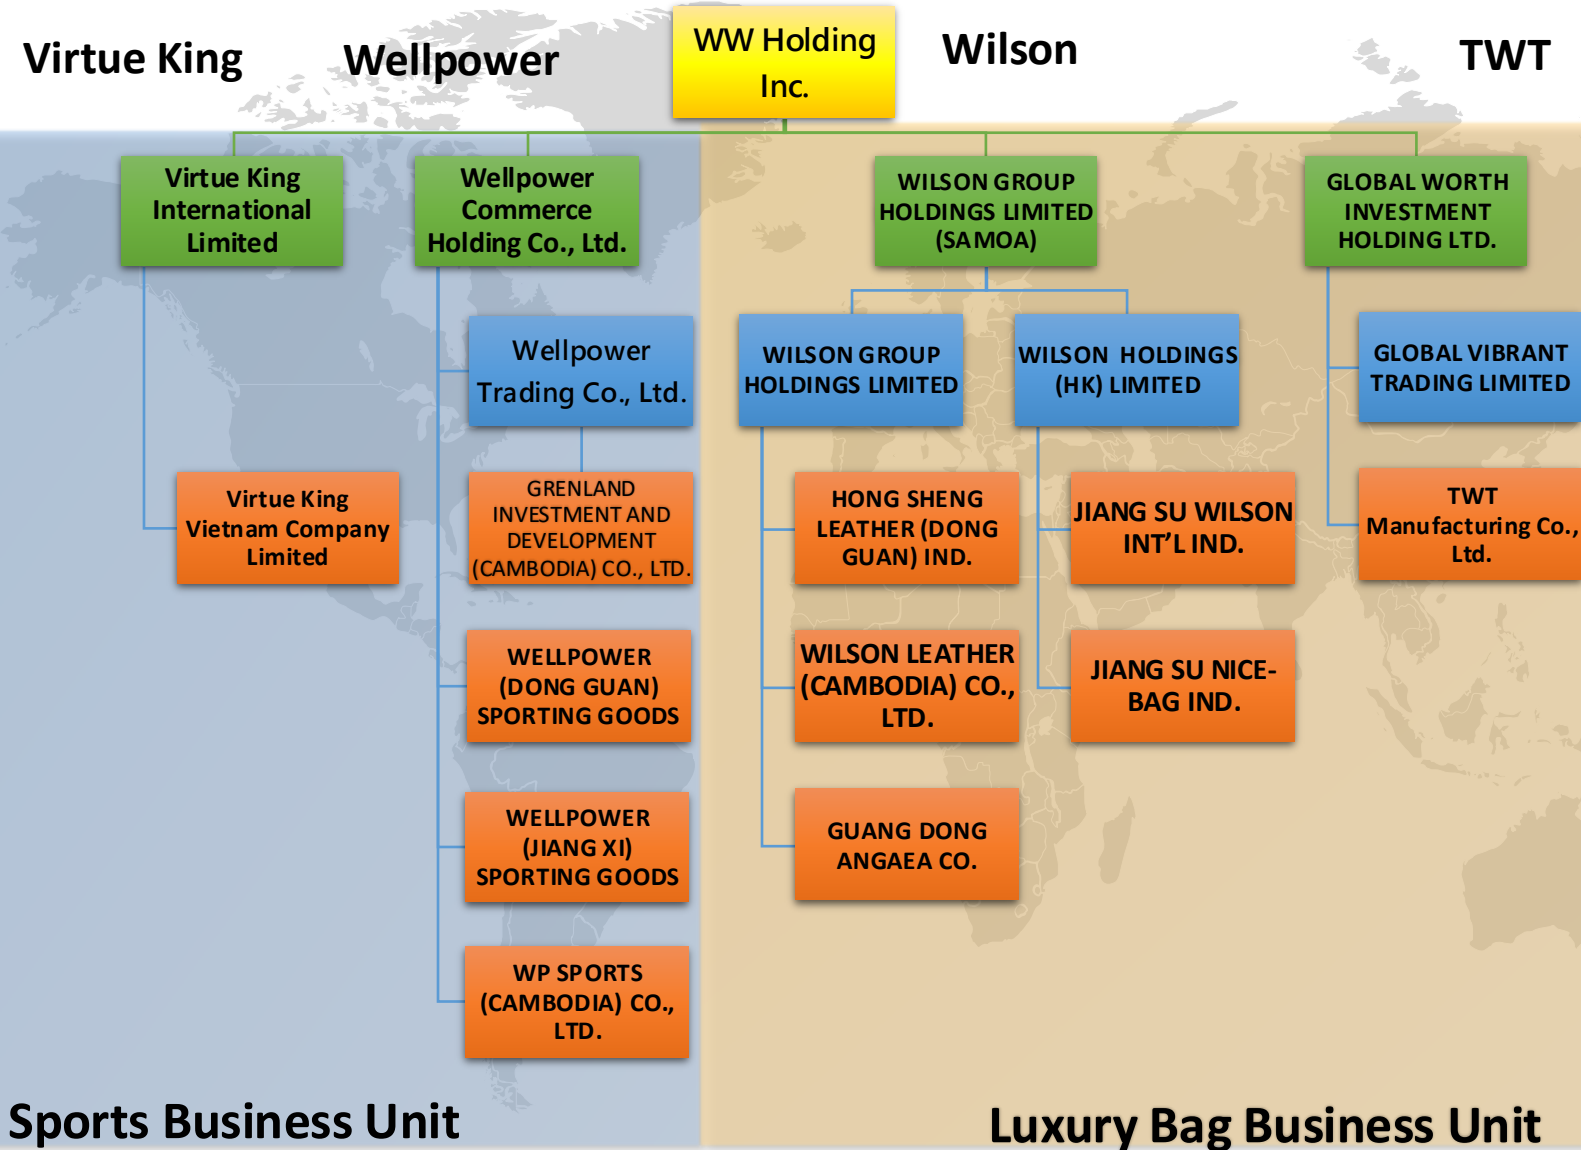 Virtue King
Wellpower
WW Holding
Inc.
Wilson
TWT
Virtue King
International
Limited
Wellpower
Commerce
Holding Co., Ltd.
WILSON GROUP
HOLDINGS LIMITED
(SAMOA)
GLOBAL WORTH
INVESTMENT
HOLDING LTD.
Wellpower
Trading Co., Ltd.
WILSON GROUP
HOLDINGS LIMITED
WILSON HOLDINGS
(HK) LIMITED
GLOBAL VIBRANT
TRADING LIMITED
Virtue King
Vietnam Company
Limited
GRENLAND
INVESTMENT AND
DEVELOPMENT
(CAMBODIA) CO., LTD.
HONG SHENG
LEATHER (DONG
GUAN) IND.
JIANG SU WILSON
INT’L IND.
TWT
Manufacturing Co.,
Ltd.
WELLPOWER
(DONG GUAN)
SPORTING GOODS
WILSON LEATHER
(CAMBODIA) CO.,
LTD.
JIANG SU NICE-
BAG IND.
WELLPOWER
(JIANG XI)
SPORTING GOODS
GUANG DONG
ANGAEA CO.
WP SPORTS
(CAMBODIA) CO.,
LTD.
Sports Business Unit
Luxury Bag Business Unit